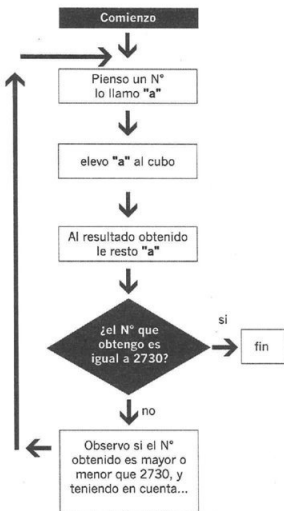 Comienzo
Pienso un N°
lo llamo "a"
elevo "a" al cubo
Al resultado obtenido
le resto "a"
¿el N° que
obtengo es
igual a 2730?
si
fin
no
Observo si el N°
obtenido es mayor o
menor que 2730, y
teniendo en cuenta...